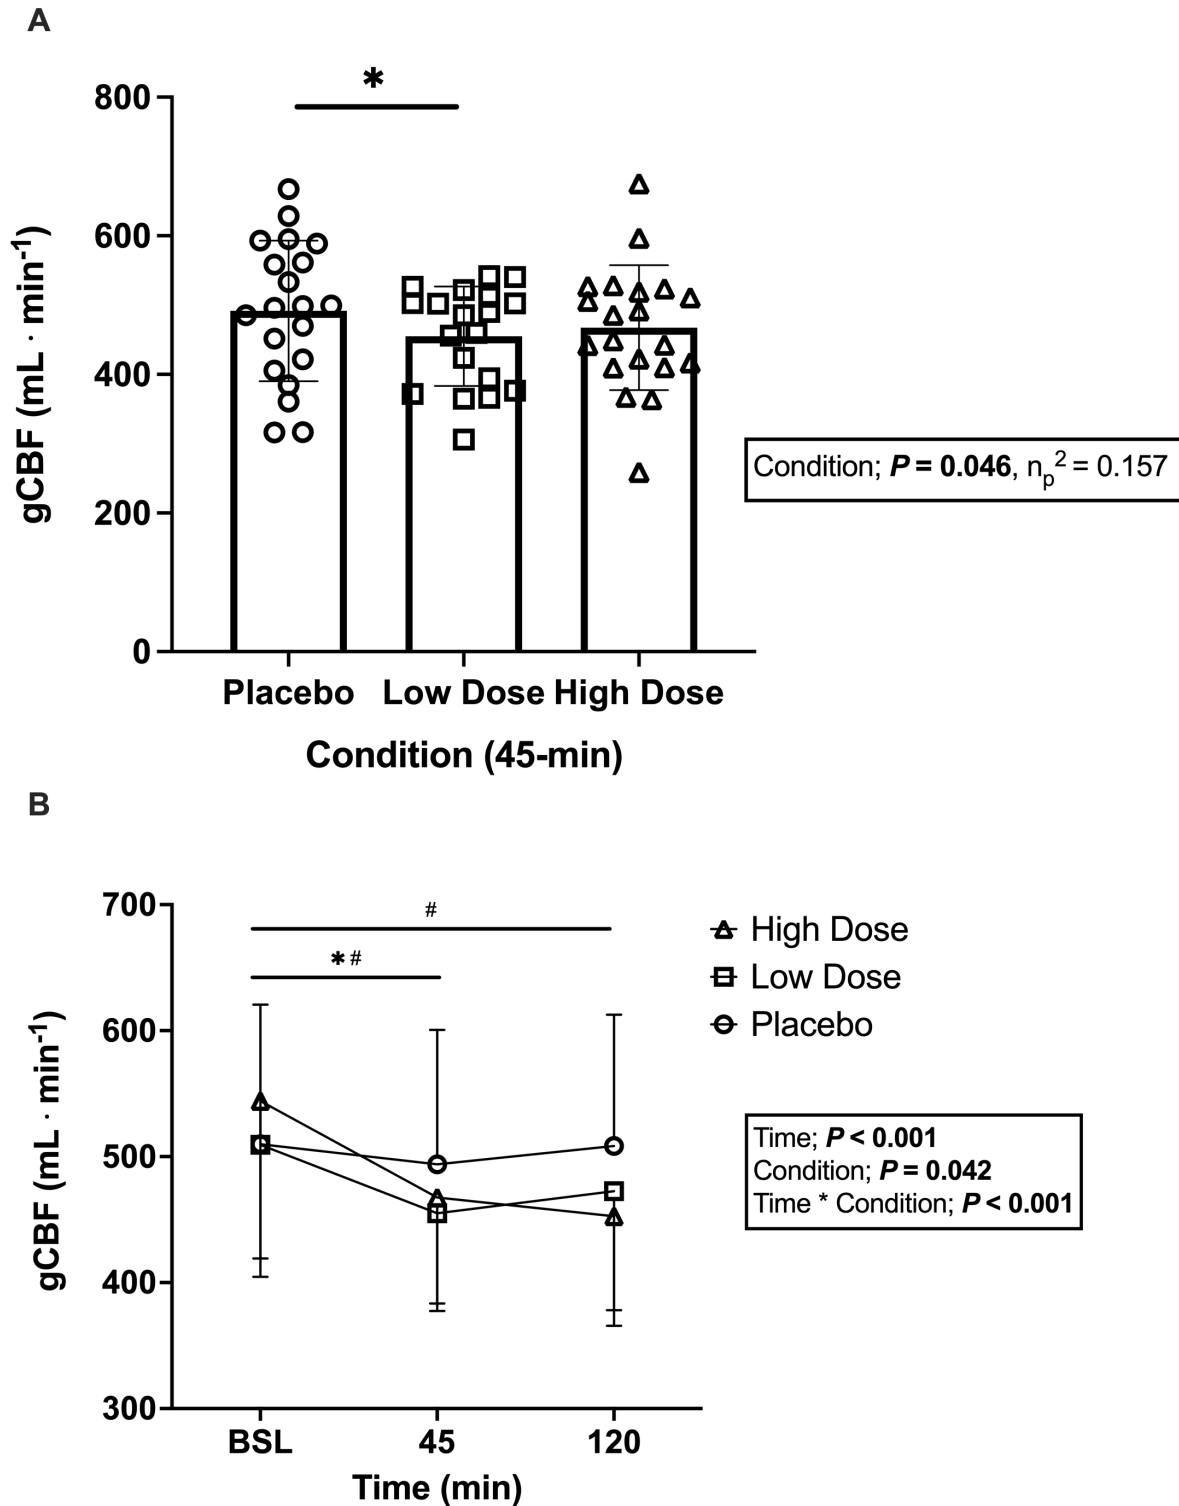 A
*
800
600
400
200
0
gCBF (mL · min⁻¹)
Placebo Low Dose High Dose
Condition (45-min)
Condition; P = 0.046, nₚ² = 0.157
B
700
600
500
400
300
gCBF (mL · min⁻¹)
#
* #
BSL 45 120
Time (min)
High Dose
Low Dose
Placebo
Time; P < 0.001
Condition; P = 0.042
Time * Condition; P < 0.001